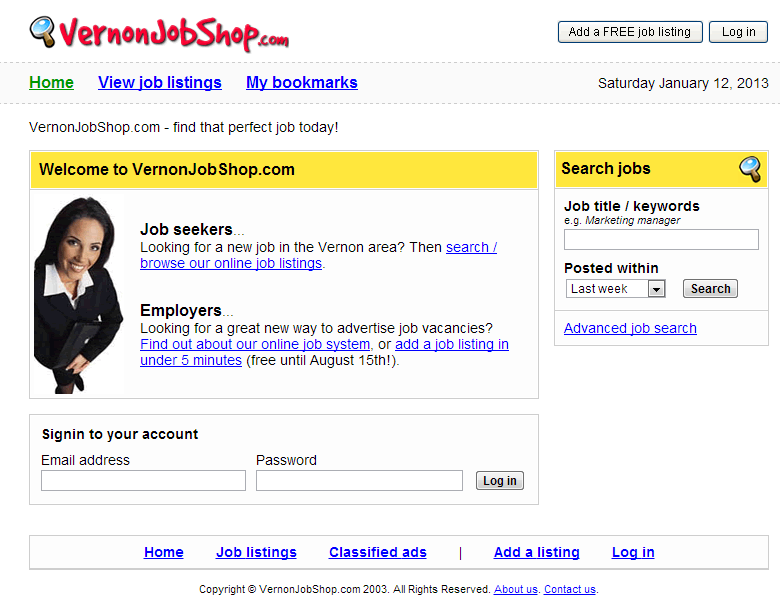 VernonJobShop.com
Add a FREE job listing
Log in
Home View job listings My bookmarks
Saturday January 12, 2013
VernonJobShop.com - find that perfect job today!
Welcome to VernonJobShop.com
Job seekers...
Looking for a new job in the Vernon area? Then search /
browse our online job listings.
Employers...
Looking for a great new way to advertise job vacancies?
Find out about our online job system, or add a job listing in
under 5 minutes (free until August 15th!).
Search jobs
Job title / keywords
e.g. Marketing manager
Posted within
Last week Search
Advanced job search
Signin to your account
Email address Password
Log in
Home Job listings Classified ads | Add a listing Log in
Copyright © VernonJobShop.com 2003. All Rights Reserved. About us. Contact us.